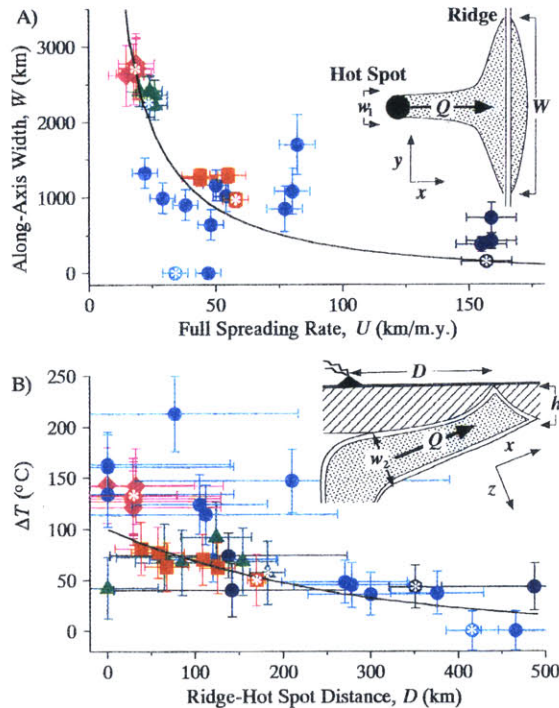 A)
Ridge
Hot Spot
w1
Q
W
y
x
3000
2000
1000
0
Along-Axis Width, W (km)
0 50 100 150
Full Spreading Rate, U (km/m.y.)
B)
D
h
Q
w2
x
z
250
200
150
100
50
0
ΔT (°C)
0 100 200 300 400 500
Ridge-Hot Spot Distance, D (km)